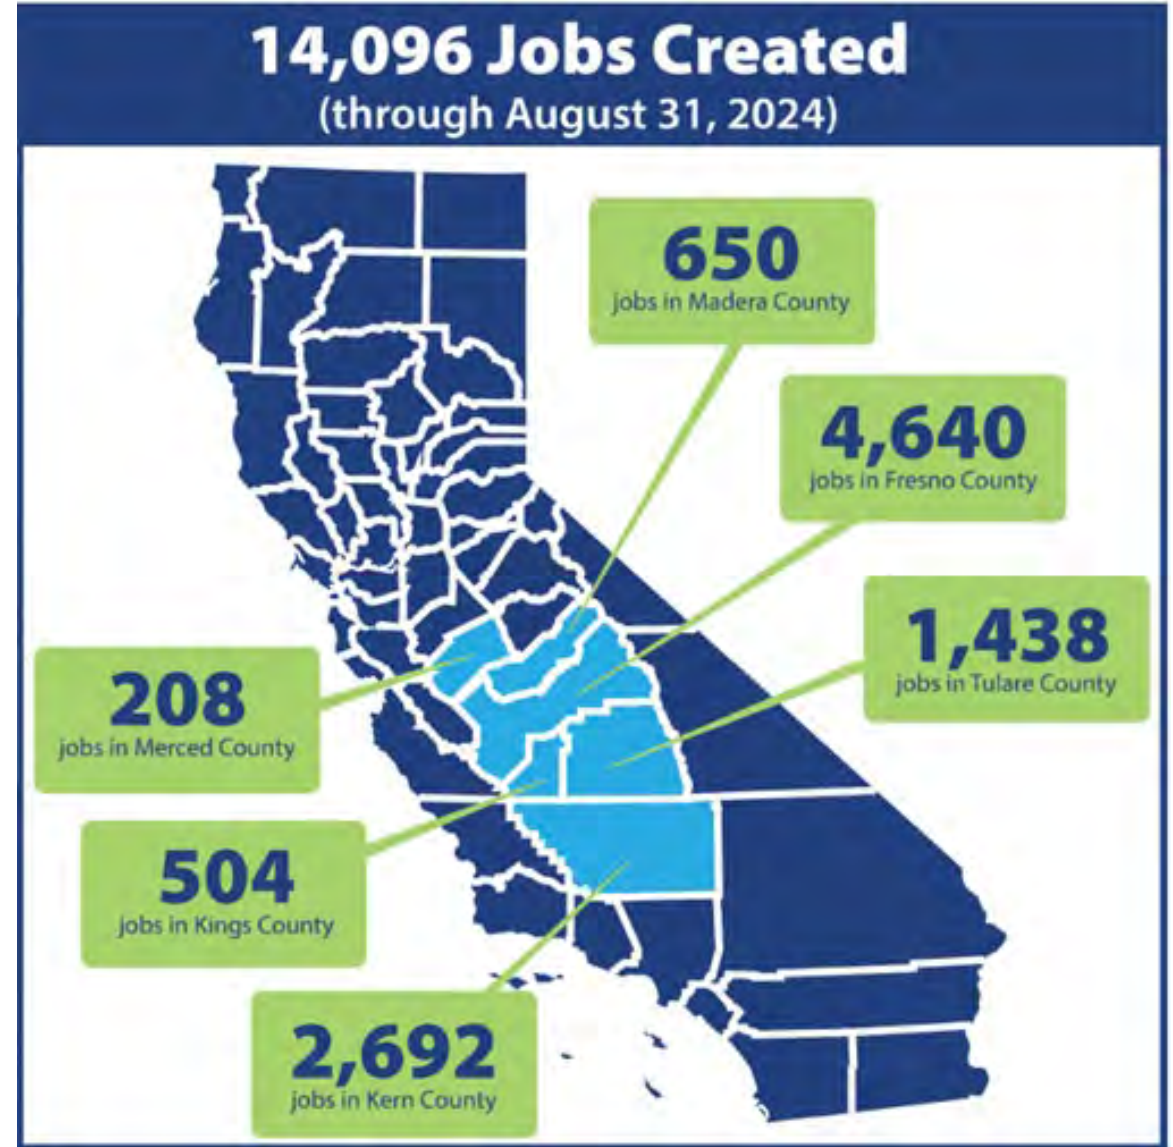 14,096 Jobs Created
(through August 31, 2024)
650
jobs in Madera County
4,640
jobs in Fresno County
1,438
jobs in Tulare County
208
jobs in Merced County
504
jobs in Kings County
2,692
jobs in Kern County